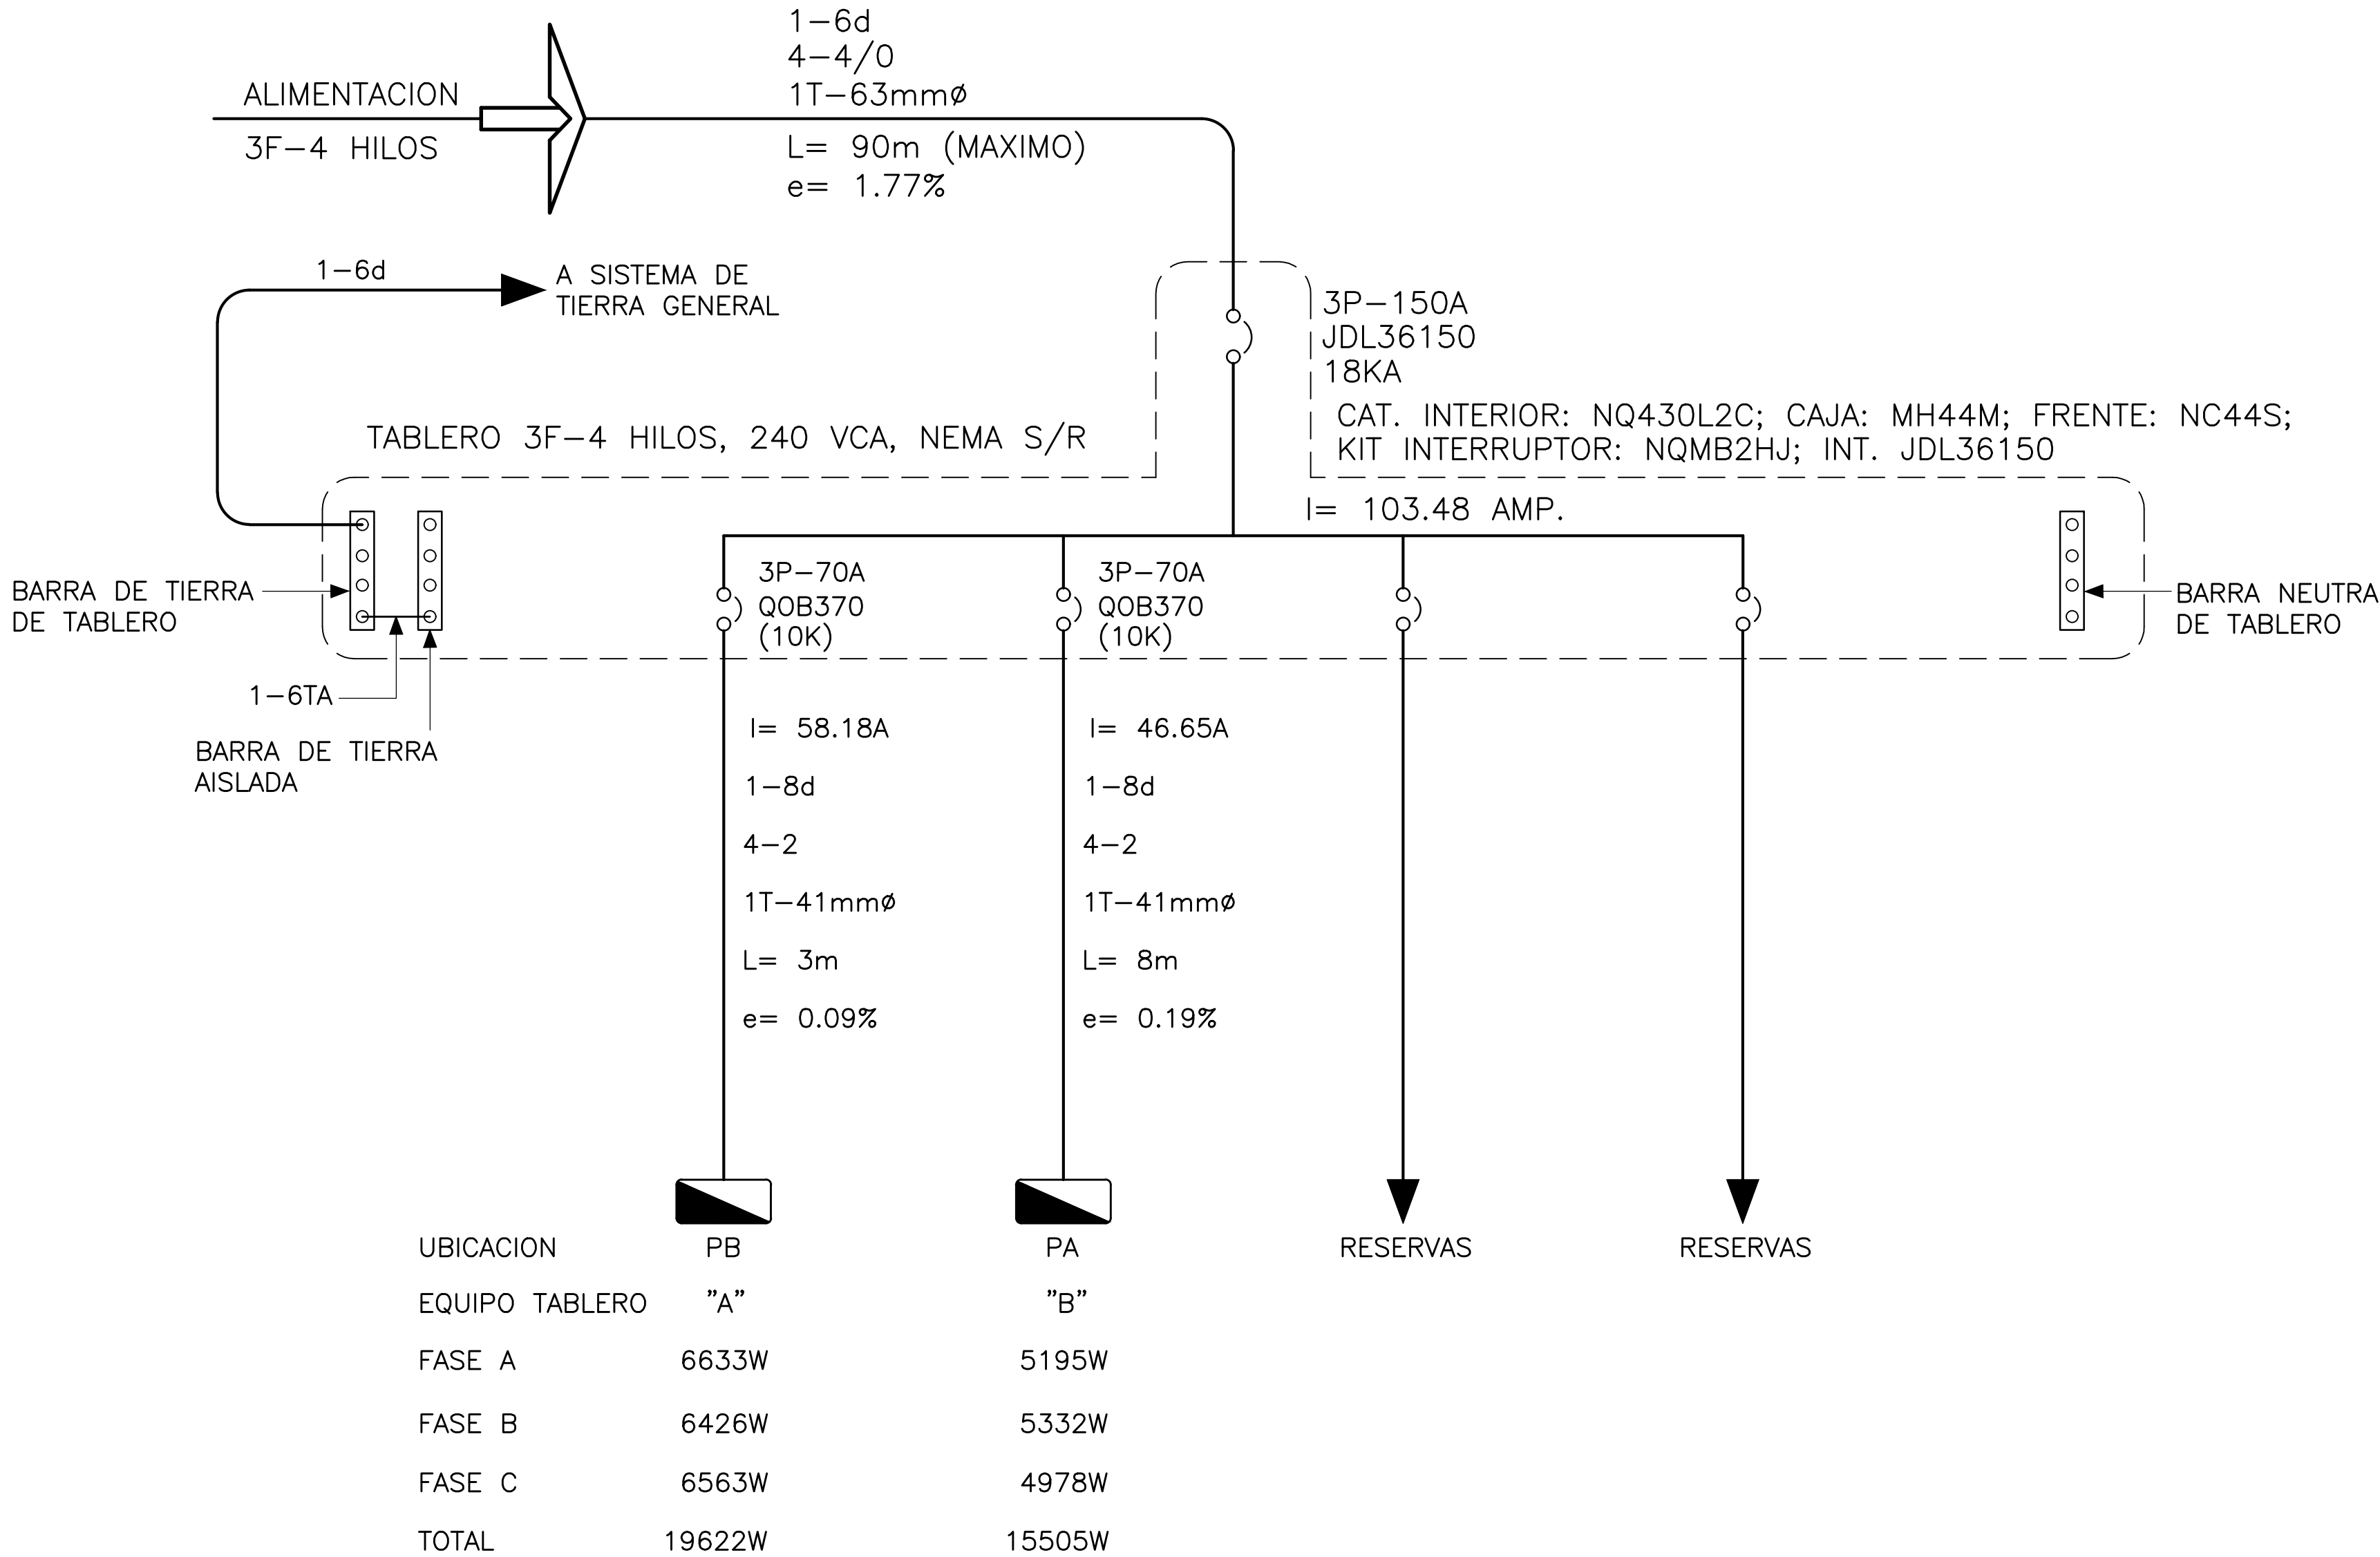 1-6d
4-4/0
1T-63mmø
ALIMENTACION
3F-4 HILOS
L= 90m (MAXIMO)
e= 1.77%
1-6d
A SISTEMA DE
TIERRA GENERAL
3P-150A
JDL36150
18KA
CAT. INTERIOR: NQ430L2C; CAJA: MH44M; FRENTE: NC44S;
KIT INTERRUPTOR: NQMB2HJ; INT. JDL36150
TABLERO 3F-4 HILOS, 240 VCA, NEMA S/R
I= 103.48 AMP.
BARRA DE TIERRA
DE TABLERO
3P-70A
QOB370
(10K)
3P-70A
QOB370
(10K)
BARRA NEUTRA
DE TABLERO
1-6TA
BARRA DE TIERRA
AISLADA
I= 58.18A
1-8d
4-2
1T-41mmø
L= 3m
e= 0.09%
I= 46.65A
1-8d
4-2
1T-41mmø
L= 8m
e= 0.19%
UBICACION PB PA RESERVAS RESERVAS
EQUIPO TABLERO "A" "B"
FASE A 6633W 5195W
FASE B 6426W 5332W
FASE C 6563W 4978W
TOTAL 19622W 15505W